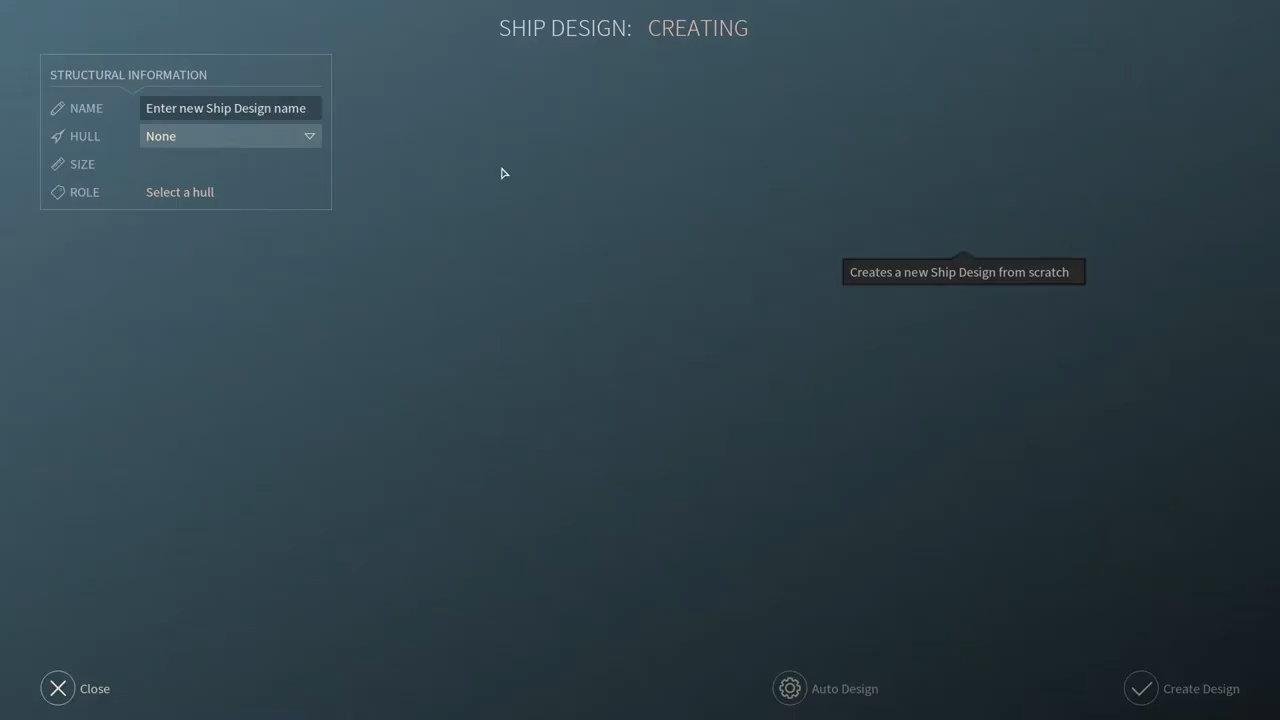 SHIP DESIGN: CREATING
STRUCTURAL INFORMATION
NAME Enter new Ship Design name
HULL None
SIZE
ROLE Select a hull
Creates a new Ship Design from scratch
Close Auto Design Create Design